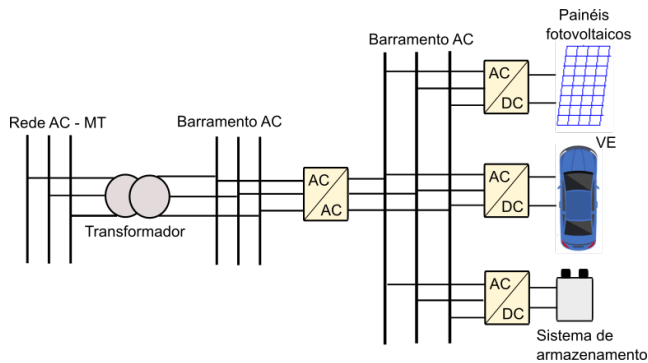 Painéis
fotovoltaicos
Barramento AC
AC
DC
Rede AC - MT
Barramento AC
VE
AC
AC
AC
DC
Transformador
AC
DC
Sistema de
armazenamento